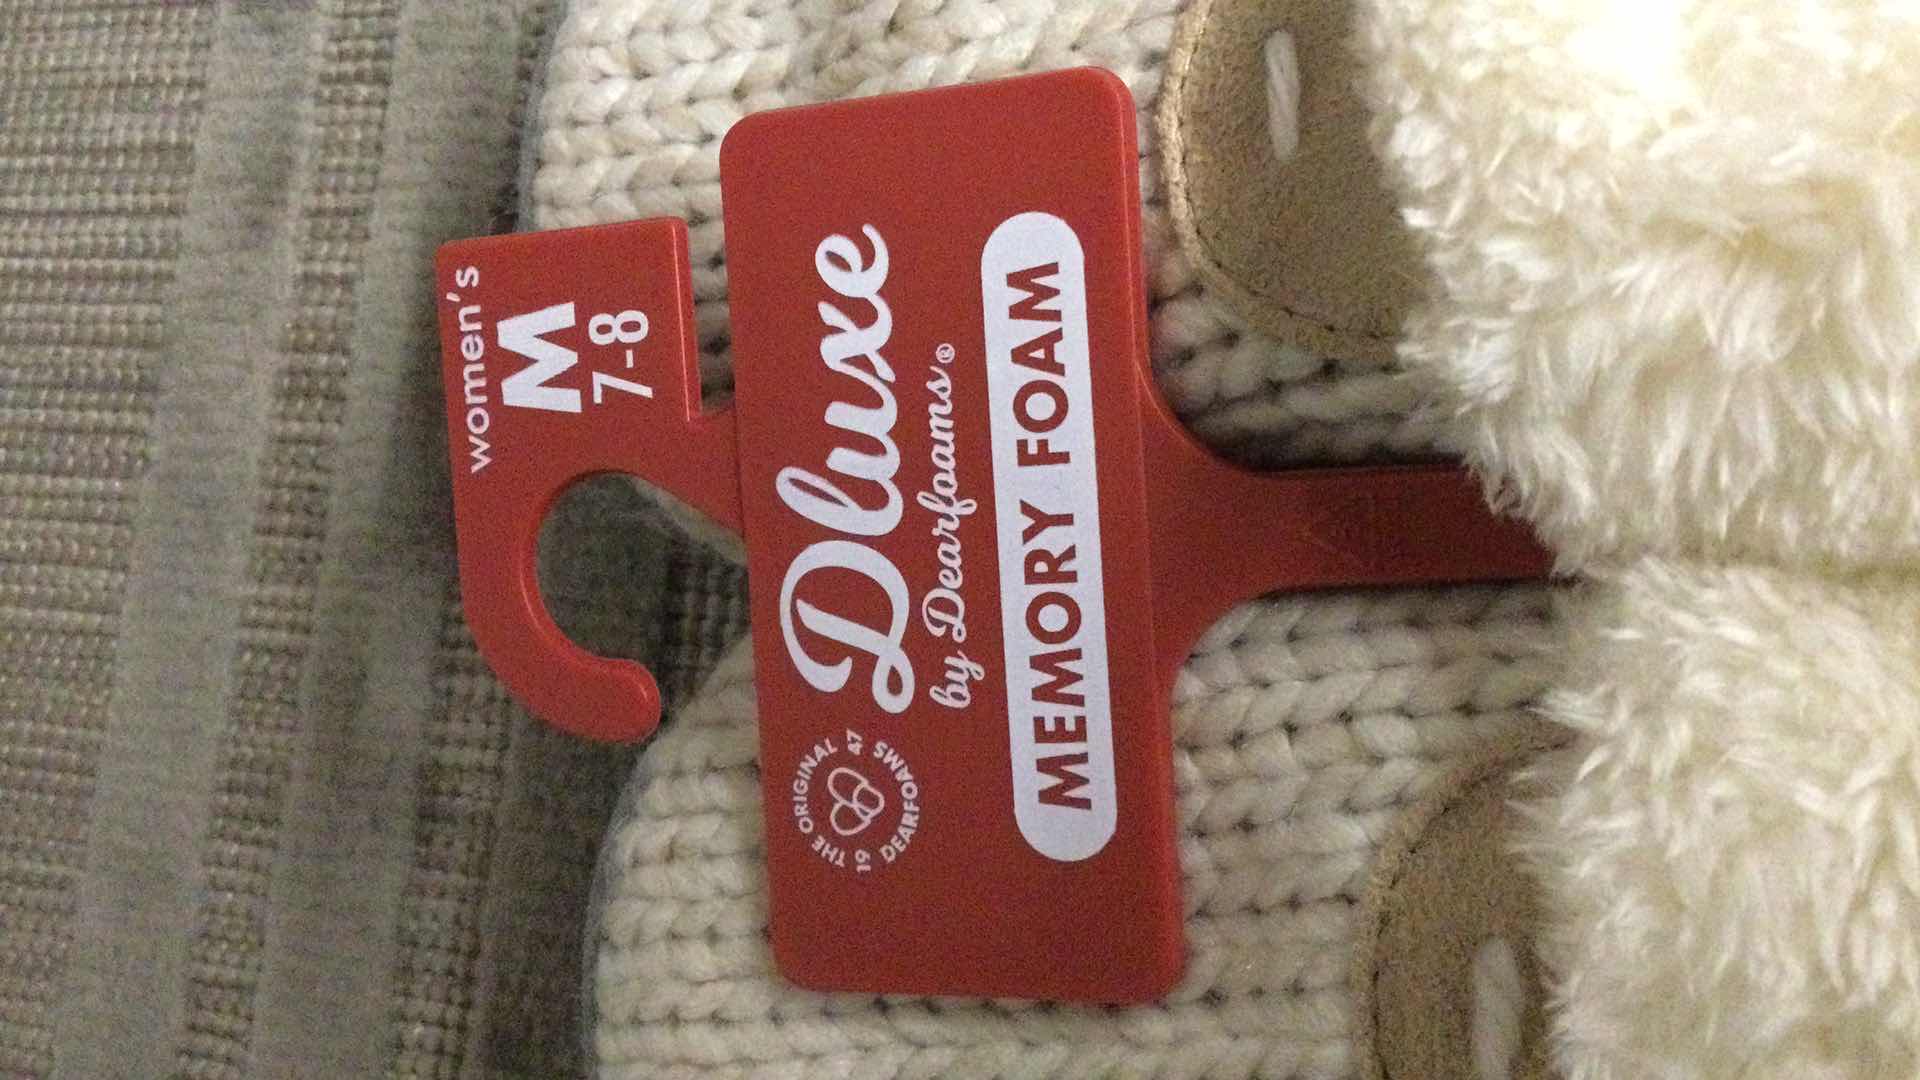 women's
M
7-8
Dluxe
by Dearfoams®
MEMORY FOAM
THE ORIGINAL
19 47
DEARFOAMS